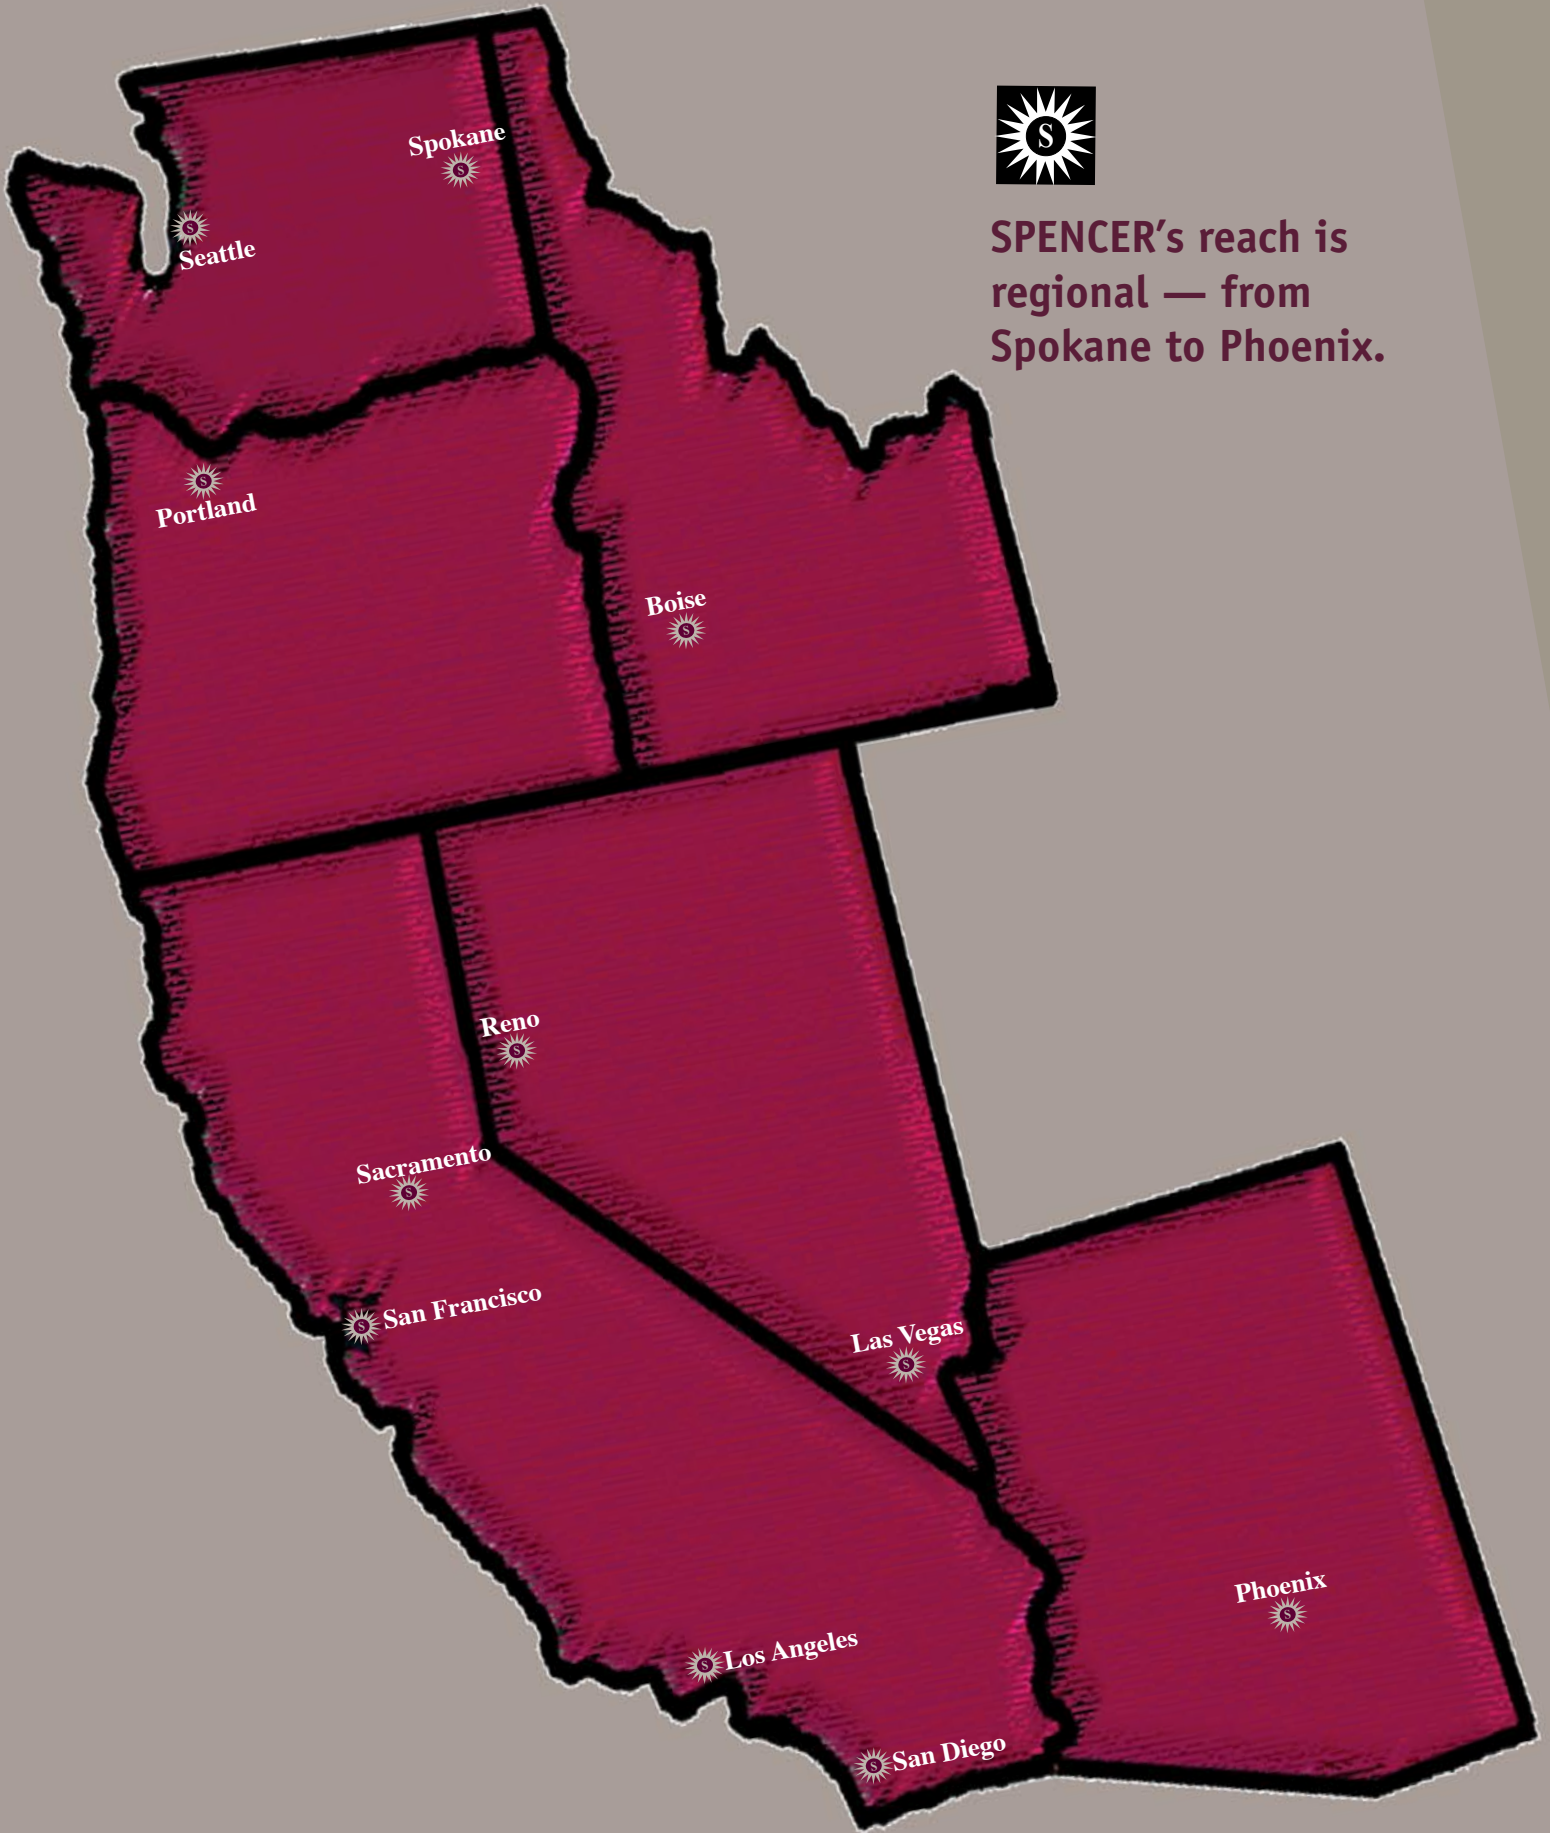 S
SPENCER’s reach is
regional — from
Spokane to Phoenix.
Spokane
S
S
Seattle
S
Portland
Boise
S
Reno
S
Sacramento
S
S San Francisco
Las Vegas
S
Phoenix
S
S Los Angeles
S San Diego